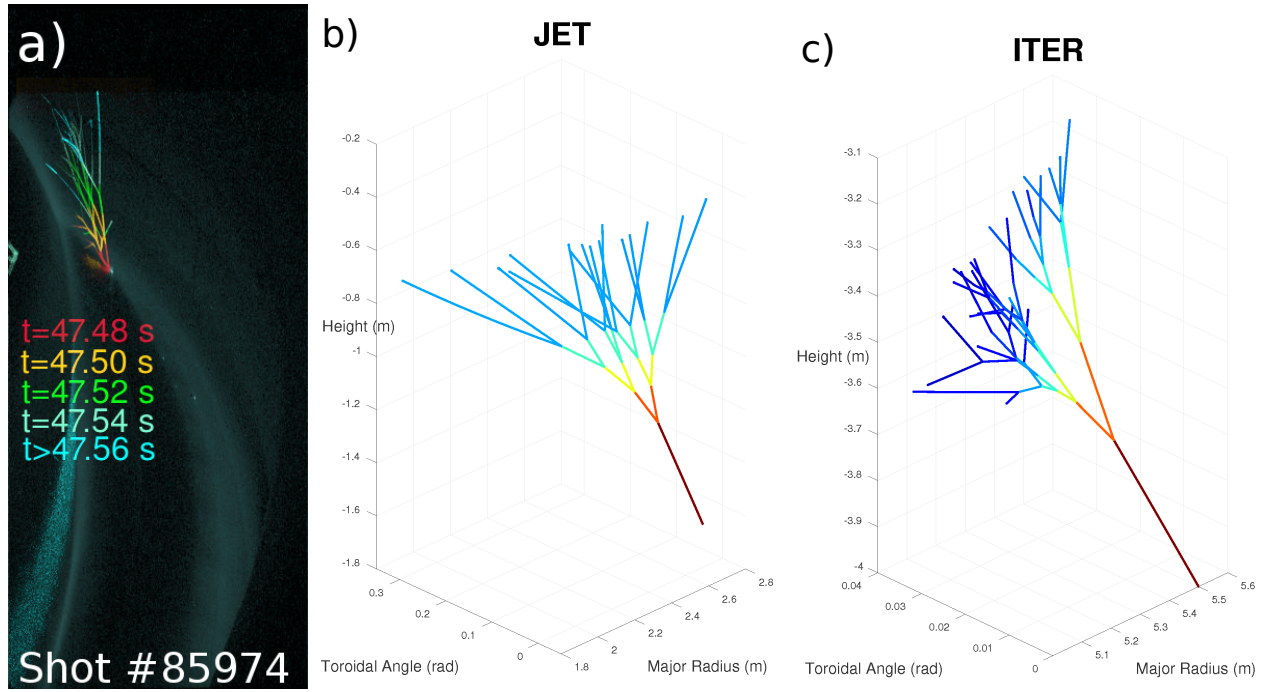 a)
t=47.48 s
t=47.50 s
t=47.52 s
t=47.54 s
t>47.56 s
Shot #85974
b)
JET
-0.2
-0.4
-0.6
-0.8
Height (m)
-1
-1.2
-1.4
-1.6
-1.8
0.3
0.2
0.1
0
Toroidal Angle (rad)
1.8
2
2.2
2.4
2.6
2.8
Major Radius (m)
c)
ITER
-3.1
-3.2
-3.3
-3.4
-3.5
Height (m)
-3.6
-3.7
-3.8
-3.9
-4
0.04
0.03
0.02
0.01
0
Toroidal Angle (rad)
5.1
5.2
5.3
5.4
5.5
5.6
Major Radius (m)